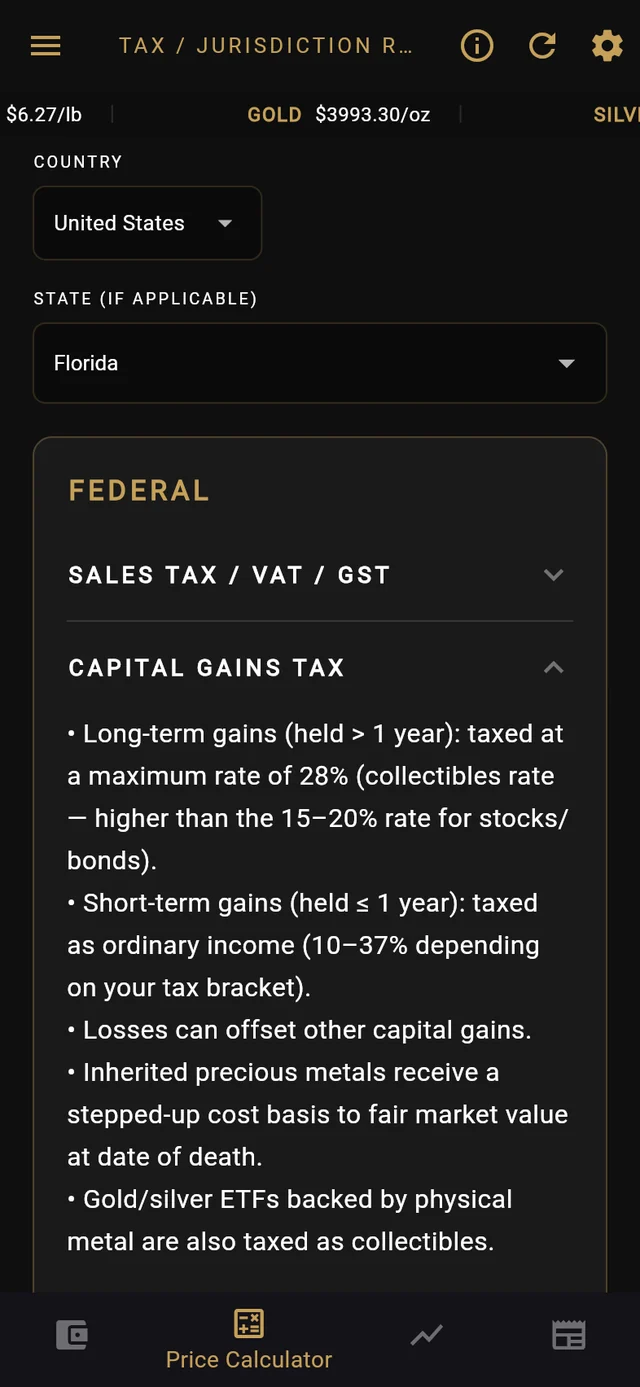 TAX / JURISDICTION R...
$6.27/lb GOLD $3993.30/oz SILV
COUNTRY
United States
STATE (IF APPLICABLE)
Florida
FEDERAL
SALES TAX / VAT / GST
CAPITAL GAINS TAX
• Long-term gains (held > 1 year): taxed at
a maximum rate of 28% (collectibles rate
— higher than the 15–20% rate for stocks/
bonds).
• Short-term gains (held ≤ 1 year): taxed
as ordinary income (10–37% depending
on your tax bracket).
• Losses can offset other capital gains.
• Inherited precious metals receive a
stepped-up cost basis to fair market value
at date of death.
• Gold/silver ETFs backed by physical
metal are also taxed as collectibles.
Price Calculator